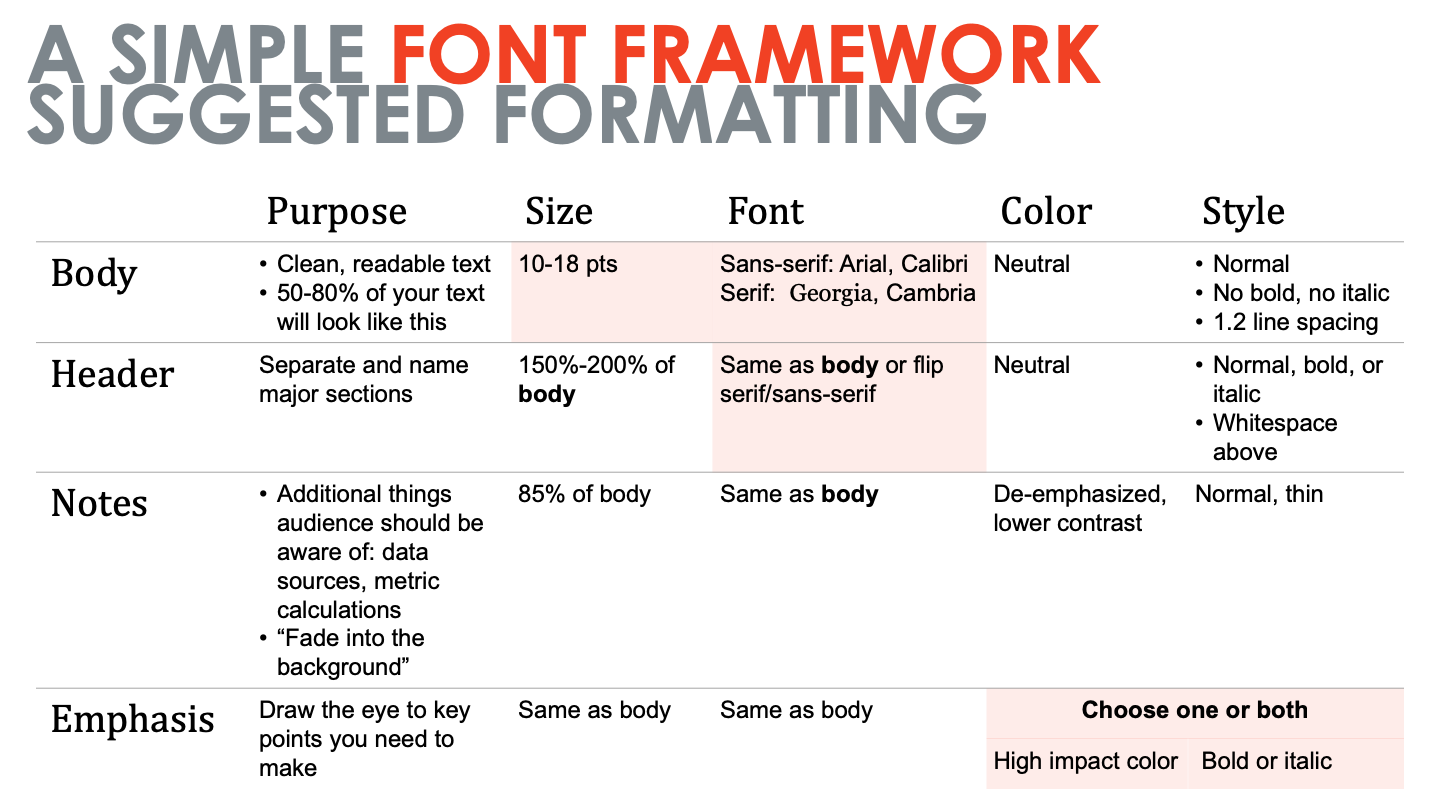 A SIMPLE FONT FRAMEWORK
SUGGESTED FORMATTING
Purpose Size Font Color Style
Body
• Clean, readable text
• 50-80% of your text
will look like this
10-18 pts
Sans-serif: Arial, Calibri
Serif: Georgia, Cambria
Neutral
• Normal
• No bold, no italic
• 1.2 line spacing
Header
Separate and name
major sections
150%-200% of
body
Same as body or flip
serif/sans-serif
Neutral
• Normal, bold, or
italic
• Whitespace
above
Notes
• Additional things
audience should be
aware of: data
sources, metric
calculations
• “Fade into the
background”
85% of body
Same as body
De-emphasized,
lower contrast
Normal, thin
Emphasis
Draw the eye to key
points you need to
make
Same as body
Same as body
Choose one or both
High impact color
Bold or italic